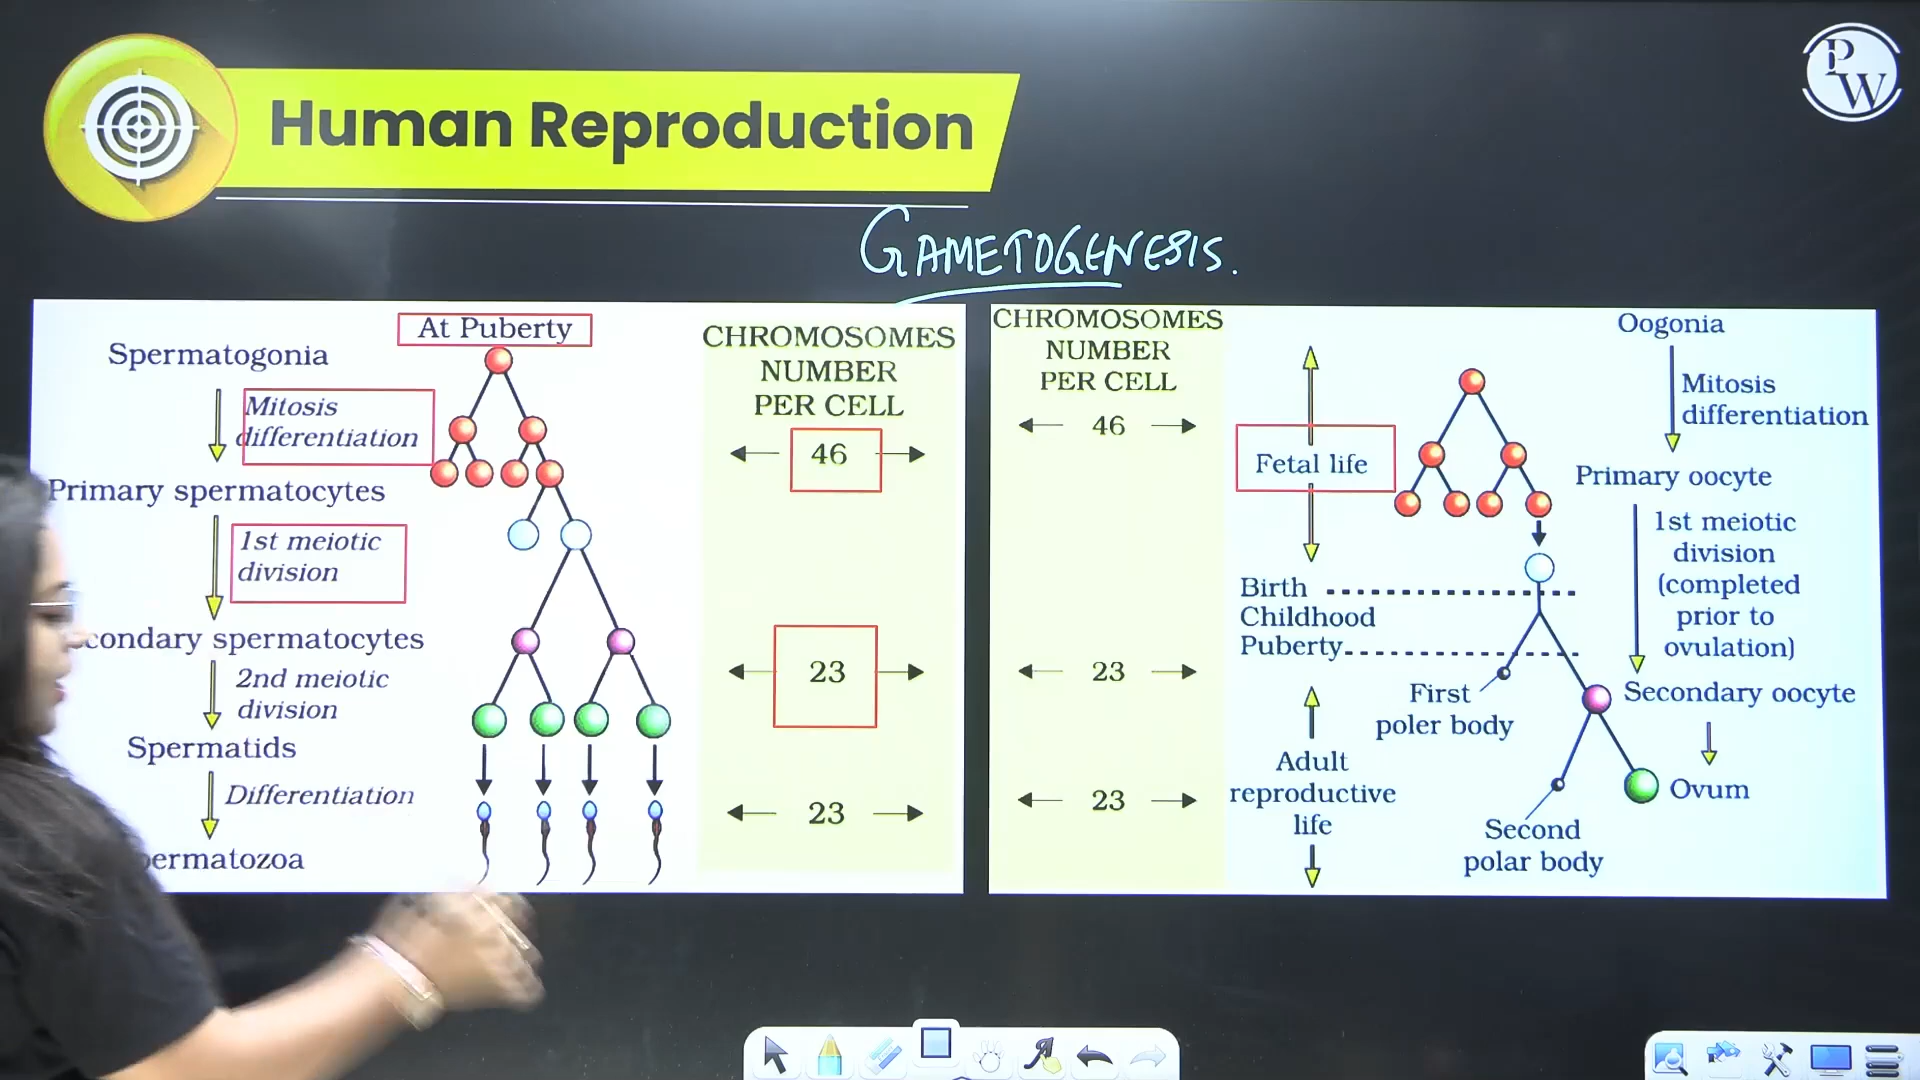 Human Reproduction
PW
GAMETOGENESIS.
At Puberty
Spermatogonia
Mitosis
differentiation
Primary spermatocytes
1st meiotic
division
condary spermatocytes
2nd meiotic
division
Spermatids
Differentiation
ermatozoa
CHROMOSOMES
NUMBER
PER CELL
46
23
23
CHROMOSOMES
NUMBER
PER CELL
46
23
23
Fetal life
Birth
Childhood
Puberty
Adult
reproductive
life
First
poler body
Second
polar body
Oogonia
Mitosis
differentiation
Primary oocyte
1st meiotic
division
(completed
prior to
ovulation)
Secondary oocyte
Ovum